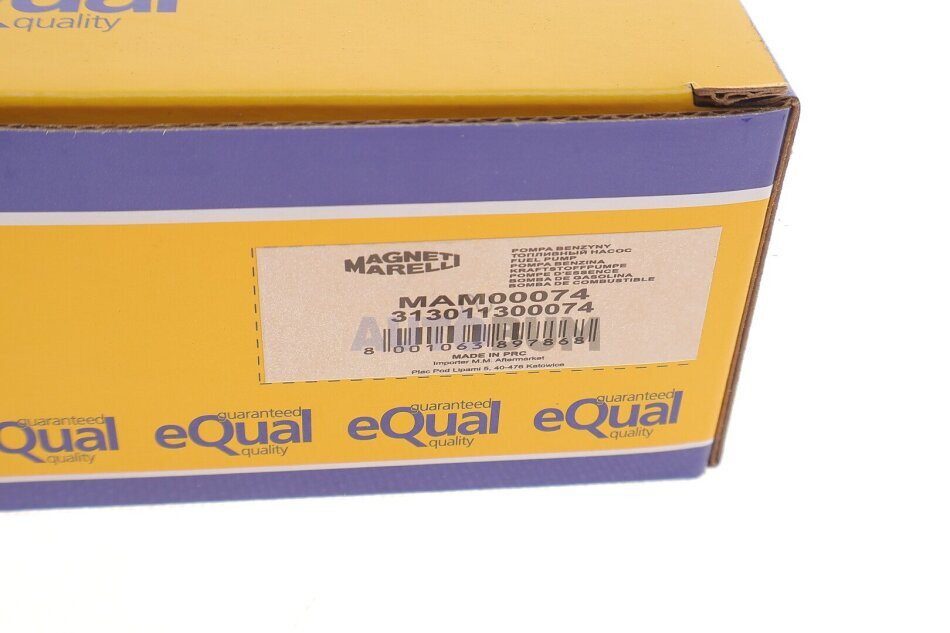 eQual
quality
MAGNETI
MARELLI
POMPA BENZYNY
ТОПЛИВНЫЙ НАСОС
FUEL PUMP
POMPA BENZINA
KRAFTSTOFFPUMPE
POMPE D'ESSENCE
BOMBA DE GASOLINA
BOMBA DE COMBUSTIBLE
MAM00074
313011300074
8 001063 897868
MADE IN PRC
Importer M.M. Aftermarket
Plac Pod Lipami 5, 40-476 Katowice
guaranteed
eQual
quality
guaranteed
eQual
quality
guaranteed
eQual
quality
guaranteed
eQual
quality